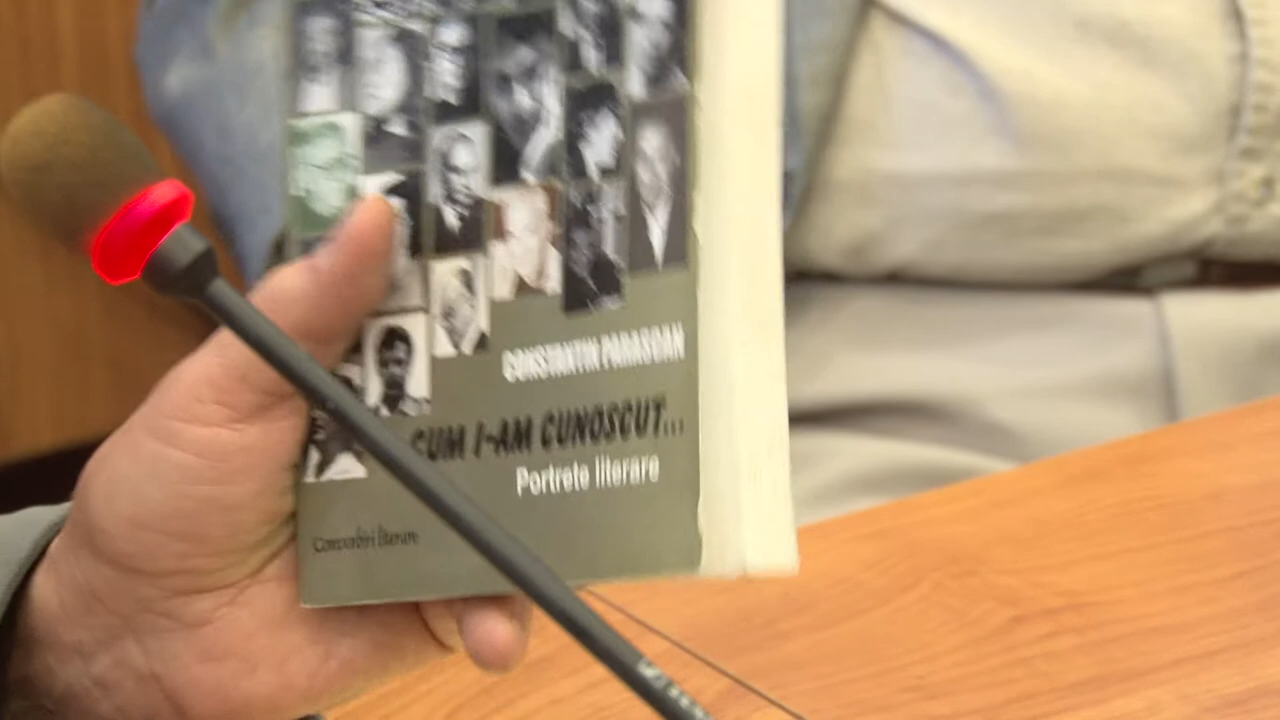 CONSTANTIN PARASCAN
CUM I-AM CUNOSCUT...
Portrete literare
Convorbiri literare